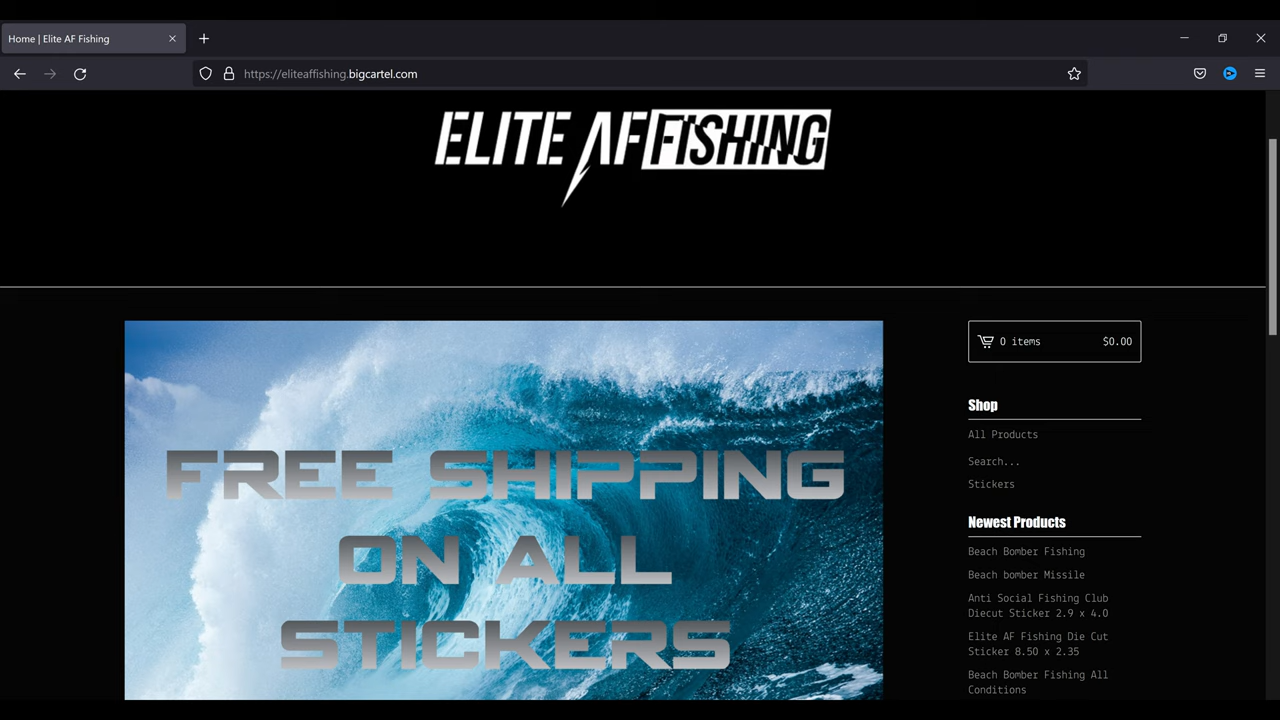 Home | Elite AF Fishing
https://eliteaffishing.bigcartel.com
ELITE AF FISHING
FREE SHIPPING
ON ALL
STICKERS
0 items $0.00
Shop
All Products
Search...
Stickers
Newest Products
Beach Bomber Fishing
Beach bomber Missile
Anti Social Fishing Club
Diecut Sticker 2.9 x 4.0
Elite AF Fishing Die Cut
Sticker 8.50 x 2.35
Beach Bomber Fishing All
Conditions